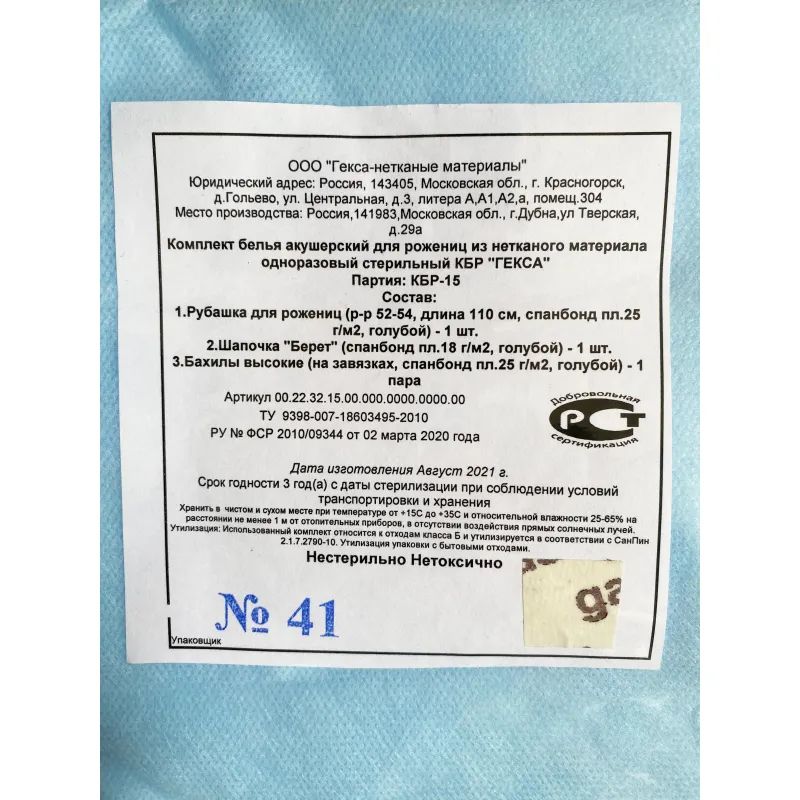 ООО "Гекса-нетканые материалы"
Юридический адрес: Россия, 143405, Московская обл., г. Красногорск,
д.Гольево, ул. Центральная, д.3, литера А,А1,А2,а, помещ.304
Место производства: Россия,141983,Московская обл., г.Дубна,ул Тверская,
д.29а
Комплект белья акушерский для рожениц из нетканого материала
одноразовый стерильный КБР "ГЕКСА"
Партия: КБР-15
Состав:
1.Рубашка для рожениц (р-р 52-54, длина 110 см, спанбонд пл.25
г/м2, голубой) - 1 шт.
2.Шапочка "Берет" (спанбонд пл.18 г/м2, голубой) - 1 шт.
3.Бахилы высокие (на завязках, спанбонд пл.25 г/м2, голубой) - 1
пара
Артикул 00.22.32.15.00.000.0000.0000.00
ТУ 9398-007-18603495-2010
РУ № ФСР 2010/09344 от 02 марта 2020 года
Добровольная
РСТ
сертификация
Дата изготовления Август 2021 г.
Срок годности 3 год(а) с даты стерилизации при соблюдении условий
транспортировки и хранения
Хранить в чистом и сухом месте при температуре от +15С до +35С и относительной влажности 25-65% на
расстоянии не менее 1 м от отопительных приборов, в отсутствии воздействия прямых солнечных лучей.
Утилизация: Использованный комплект относится к отходам класса Б и утилизируется в соответствии с СанПин
2.1.7.2790-10. Утилизация упаковки с бытовыми отходами.
Нестерильно Нетоксично
№ 41
ga
Упаковщик